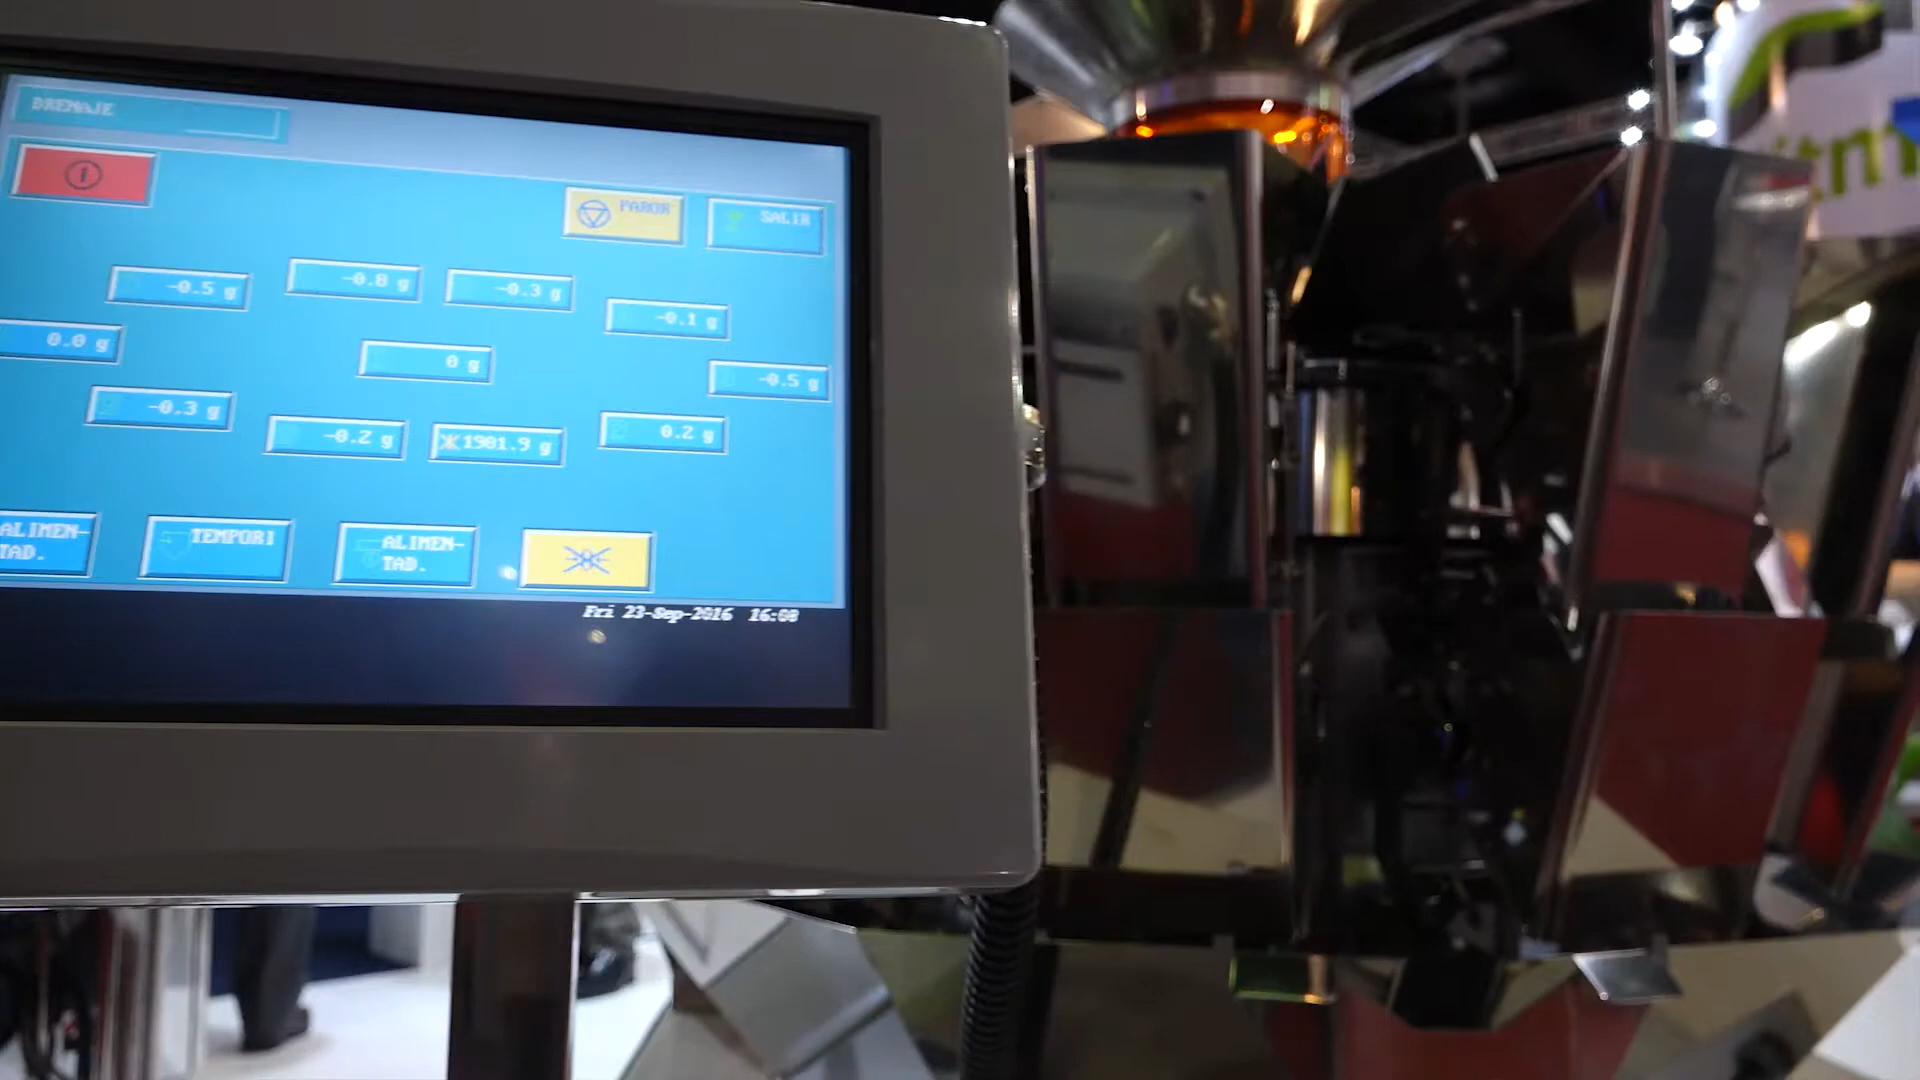 DRENAJE
PARAR
SALIR
-0.5 g
-0.8 g
-0.3 g
-0.1 g
0.0 g
0 g
-0.5 g
-0.3 g
-0.2 g
Ж1901.9 g
0.2 g
ALIMEN-
TAD.
TEMPORI
ALIMEN-
TAD.
Fri 23-Sep-2016 16:08